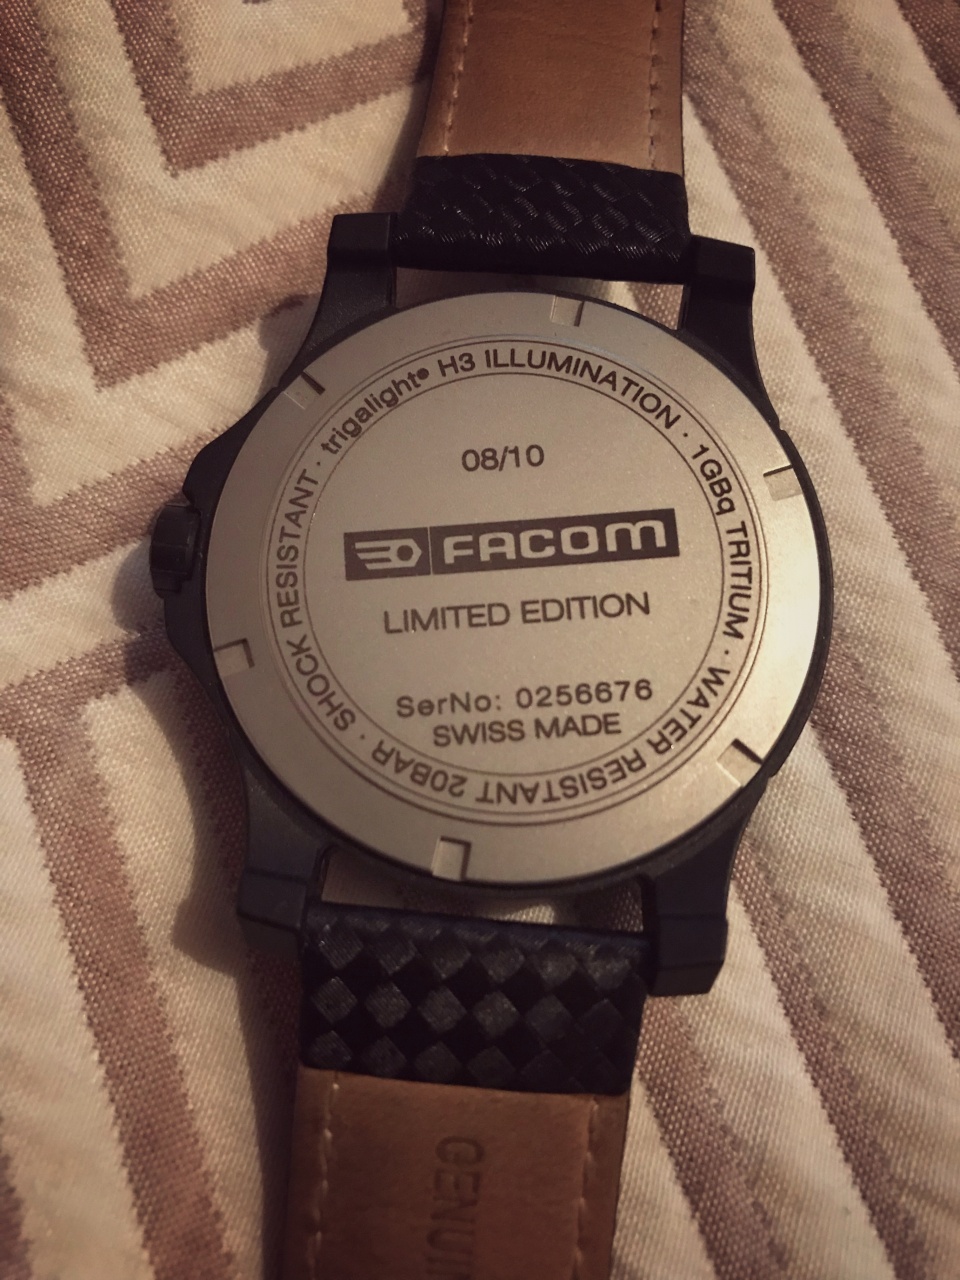 trigalight® H3 ILLUMINATION · 1GBq TRITIUM · WATER RESISTANT 20BAR · SHOCK RESISTANT ·
08/10
FACOM
LIMITED EDITION
SerNo: 0256676
SWISS MADE